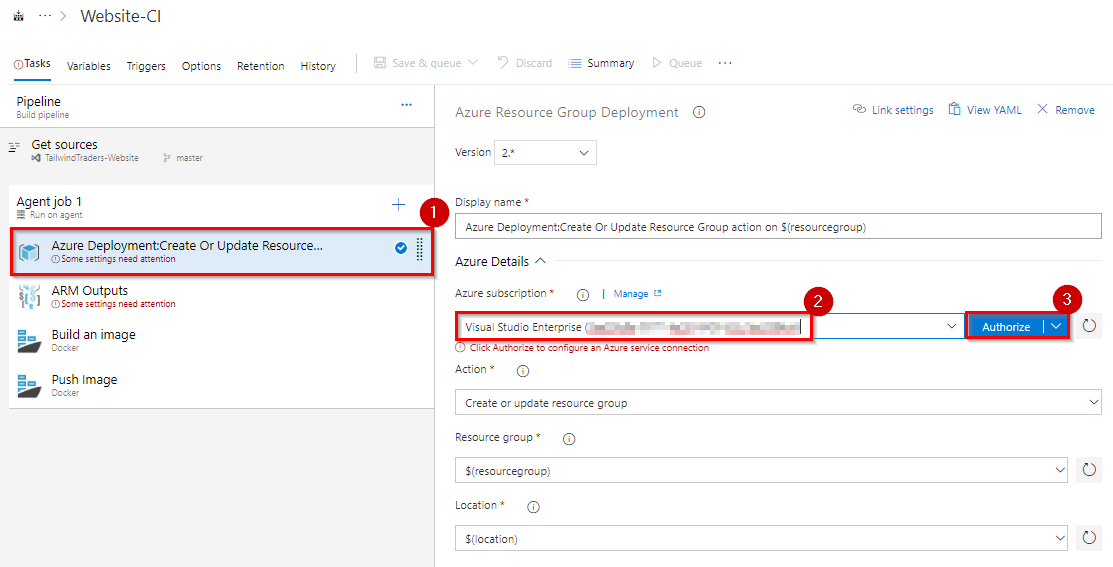 Website-CI
Tasks Variables Triggers Options Retention History Save & queue Discard Summary Queue
Pipeline
Build pipeline
Get sources
TailwindTraders-Website master
Agent job 1
Run on agent
1
Azure Deployment:Create Or Update Resource...
Some settings need attention
ARM Outputs
Some settings need attention
Build an image
Docker
Push Image
Docker
Azure Resource Group Deployment Link settings View YAML Remove
Version 2.*
Display name *
Azure Deployment:Create Or Update Resource Group action on $(resourcegroup)
Azure Details
Azure subscription * | Manage
2
3
Visual Studio Enterprise ( Authorize
Click Authorize to configure an Azure service connection
Action *
Create or update resource group
Resource group *
$(resourcegroup)
Location *
$(location)